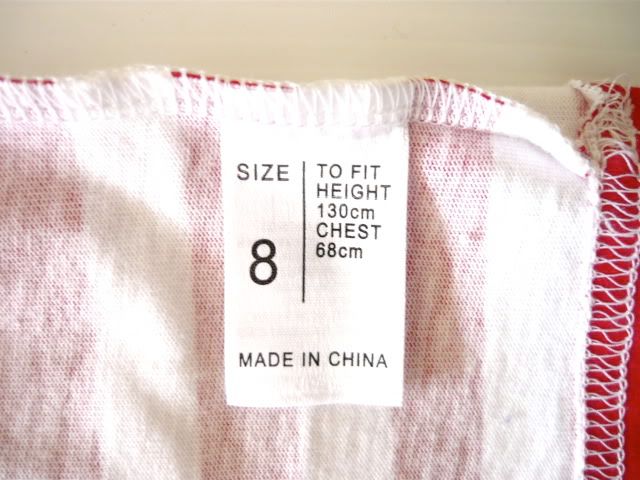 SIZE
8
TO FIT
HEIGHT
130cm
CHEST
68cm
MADE IN CHINA